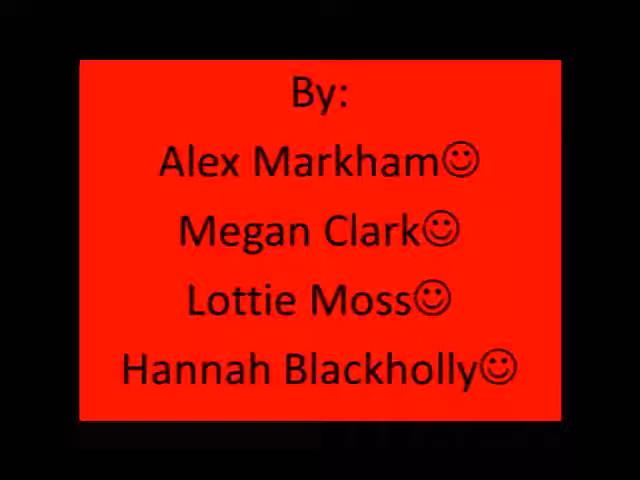 By:
Alex Markham☺
Megan Clark☺
Lottie Moss☺
Hannah Blackholly☺